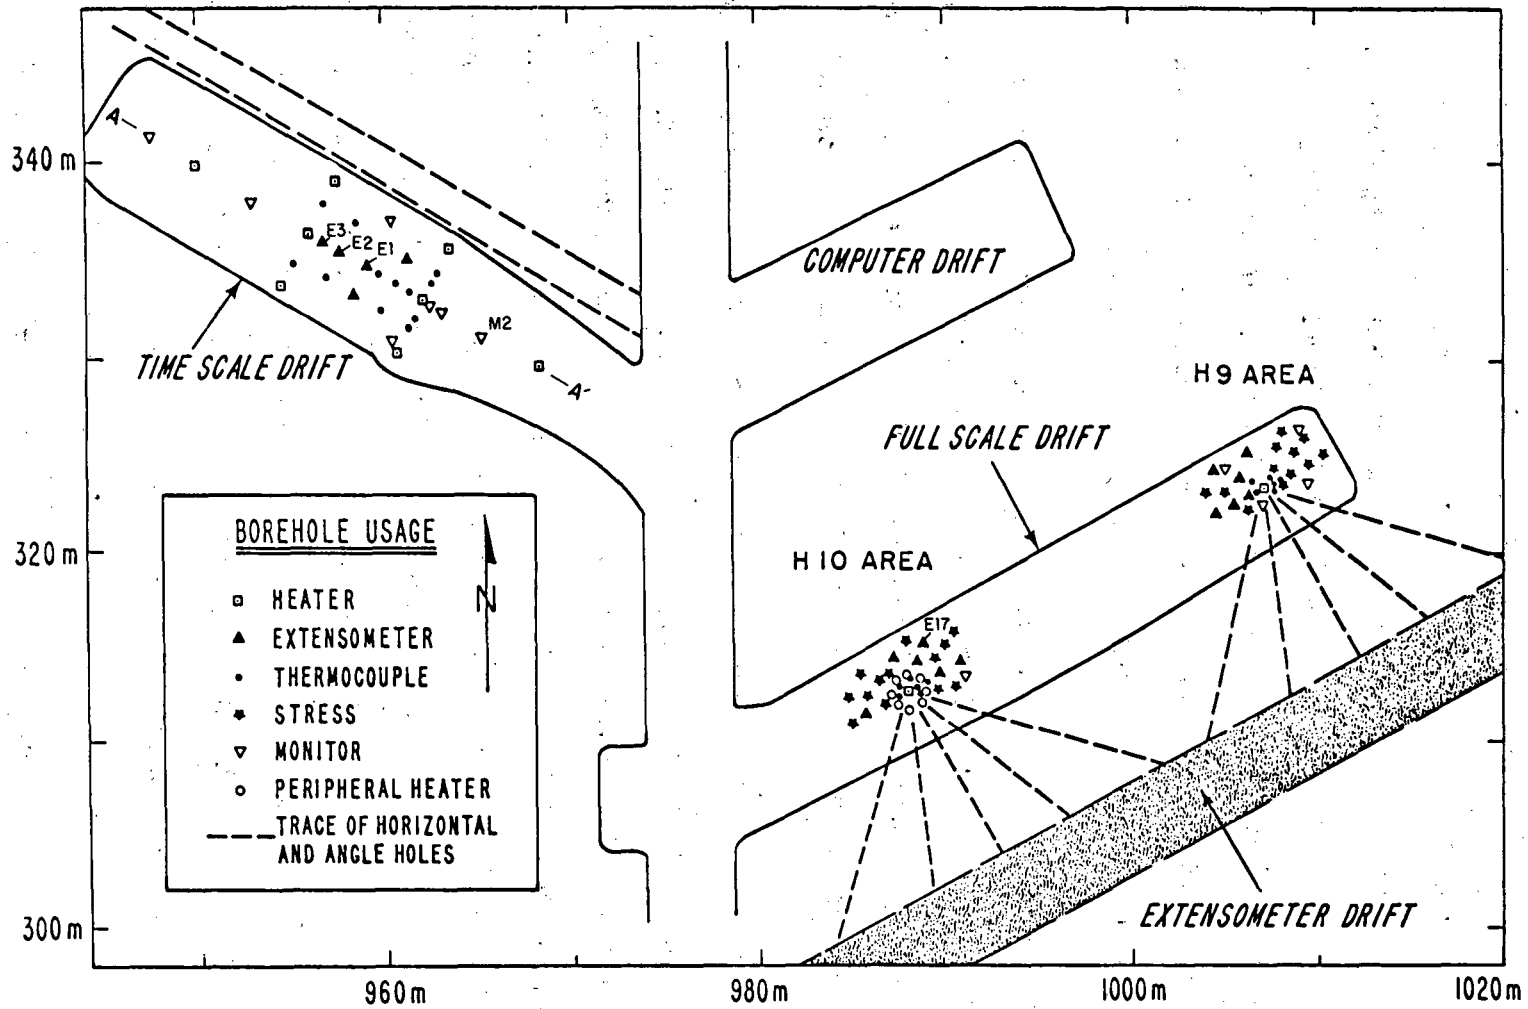 A
340 m
E3
E2
E1
COMPUTER DRIFT
M2
TIME SCALE DRIFT
A'
H 9 AREA
FULL SCALE DRIFT
320 m
BOREHOLE USAGE
N
H 10 AREA
HEATER
EXTENSOMETER
E17
THERMOCOUPLE
STRESS
MONITOR
PERIPHERAL HEATER
TRACE OF HORIZONTAL
AND ANGLE HOLES
300 m
EXTENSOMETER DRIFT
960 m
980 m
1000 m
1020 m